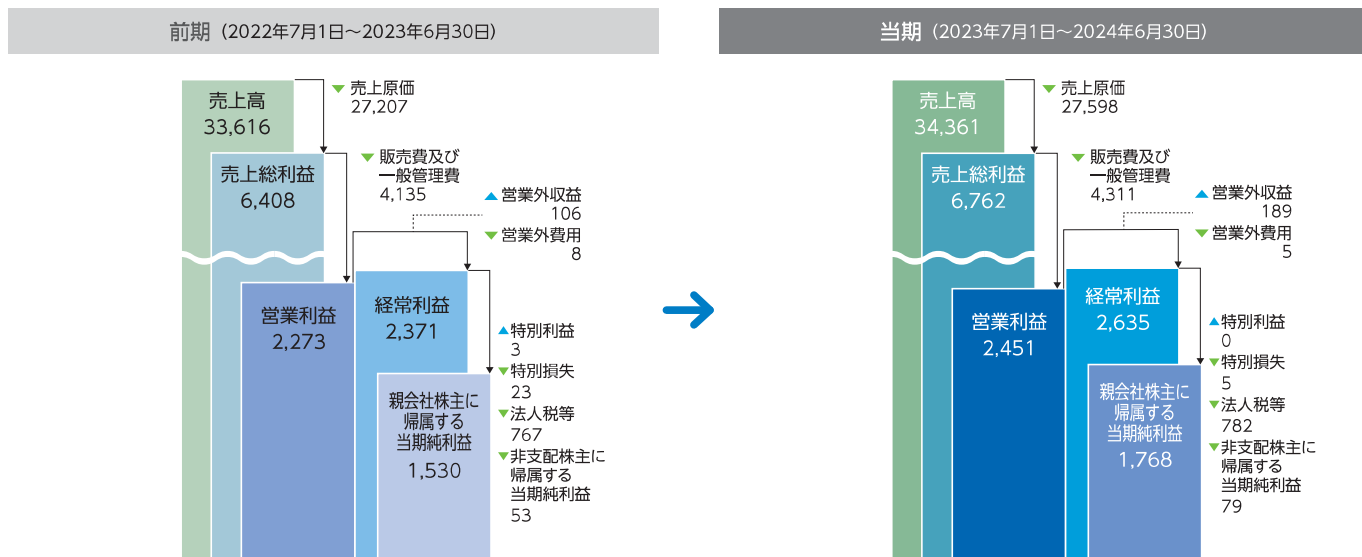 前期（2022年7月1日～2023年6月30日）
売上高
33,616
▼ 売上原価
27,207
売上総利益
6,408
▼ 販売費及び
一般管理費
4,135
▲ 営業外収益
106
▼ 営業外費用
8
営業利益
2,273
経常利益
2,371
▲ 特別利益
3
▼ 特別損失
23
▼ 法人税等
767
▼ 非支配株主に
帰属する
当期純利益
53
親会社株主に
帰属する
当期純利益
1,530
当期（2023年7月1日～2024年6月30日）
売上高
34,361
▼ 売上原価
27,598
売上総利益
6,762
▼ 販売費及び
一般管理費
4,311
▲ 営業外収益
189
▼ 営業外費用
5
営業利益
2,451
経常利益
2,635
▲ 特別利益
0
▼ 特別損失
5
▼ 法人税等
782
▼ 非支配株主に
帰属する
当期純利益
79
親会社株主に
帰属する
当期純利益
1,768